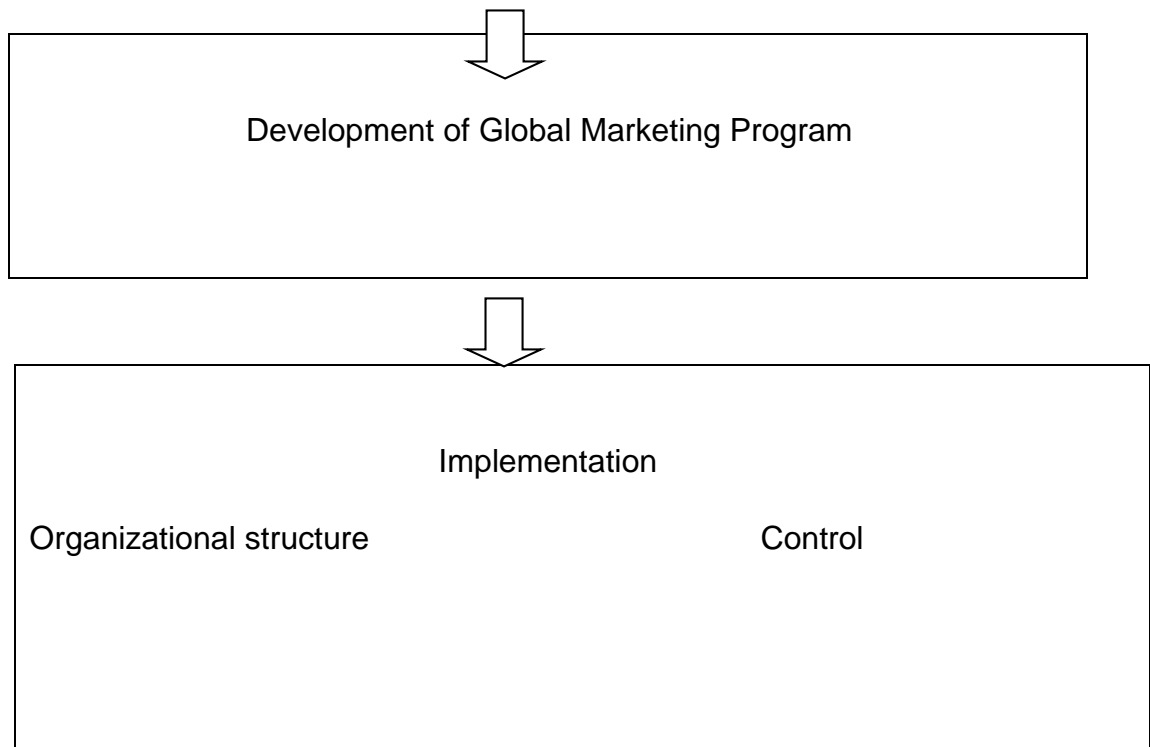 Development of Global Marketing Program
Implementation
Organizational structure Control